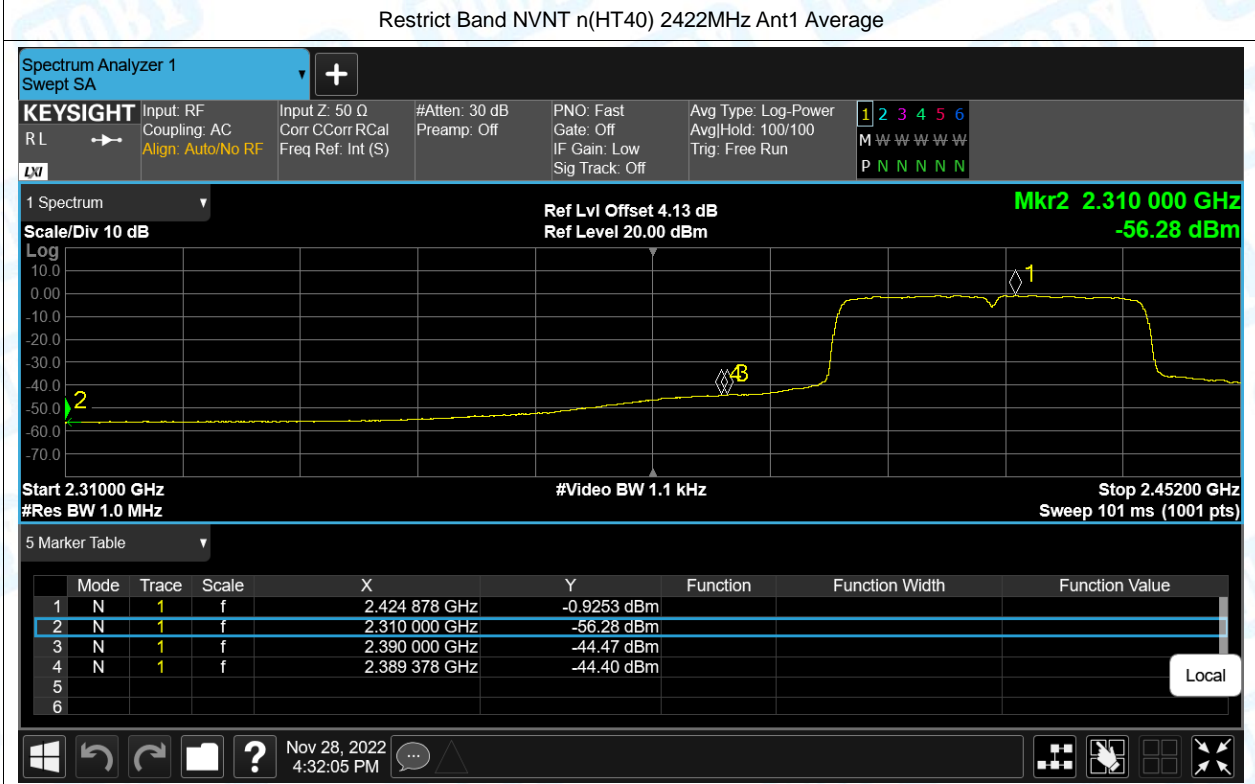 Restrict Band NVNT n(HT40) 2422MHz Ant1 Average
Spectrum Analyzer 1
Swept SA
+
KEYSIGHT Input: RF Input Z: 50 Ω #Atten: 30 dB PNO: Fast Avg Type: Log-Power 1 2 3 4 5 6
R L Coupling: AC Corr CCorr RCal Preamp: Off Gate: Off Avg|Hold: 100/100 M W W W W W
Align: Auto/No RF Freq Ref: Int (S) IF Gain: Low Trig: Free Run
LXI Sig Track: Off P N N N N N
1 Spectrum Ref Lvl Offset 4.13 dB Mkr2 2.310 000 GHz
Scale/Div 10 dB Ref Level 20.00 dBm -56.28 dBm
Log
10.0 1
0.00
-10.0
-20.0
-30.0
-40.0 4 3
-50.0 2
-60.0
-70.0
Start 2.31000 GHz #Video BW 1.1 kHz Stop 2.45200 GHz
#Res BW 1.0 MHz Sweep 101 ms (1001 pts)
5 Marker Table
Mode Trace Scale X Y Function Function Width Function Value
1 N 1 f 2.424 878 GHz -0.9253 dBm
2 N 1 f 2.310 000 GHz -56.28 dBm
3 N 1 f 2.390 000 GHz -44.47 dBm
4 N 1 f 2.389 378 GHz -44.40 dBm
5
6
Local
? Nov 28, 2022
4:32:05 PM